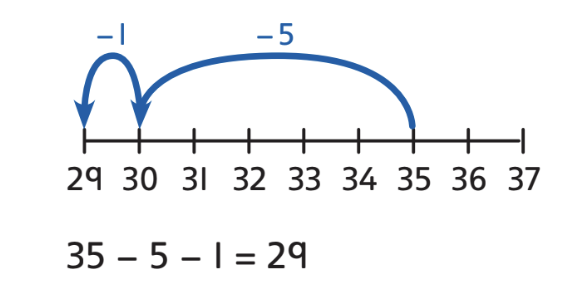 –1 –5
29 30 31 32 33 34 35 36 37
35 – 5 – 1 = 29